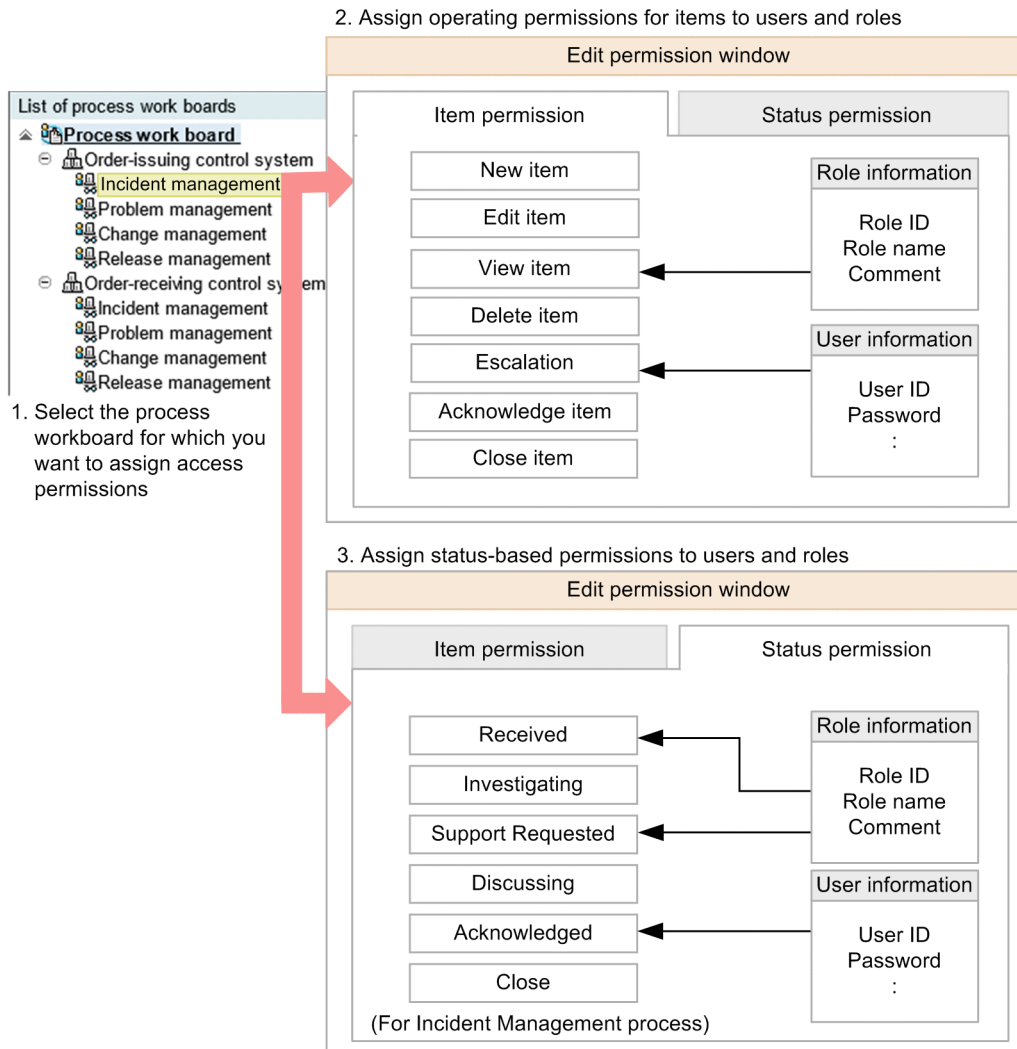 2. Assign operating permissions for items to users and roles
Edit permission window
Item permission
Status permission
New item
Edit item
View item
Delete item
Escalation
Acknowledge item
Close item
Role information
Role ID
Role name
Comment
User information
User ID
Password
:
List of process work boards
Process work board
Order-issuing control system
Incident management
Problem management
Change management
Release management
Order-receiving control system
Incident management
Problem management
Change management
Release management
1. Select the process
workboard for which you
want to assign access
permissions
3. Assign status-based permissions to users and roles
Edit permission window
Item permission
Status permission
Received
Investigating
Support Requested
Discussing
Acknowledged
Close
(For Incident Management process)
Role information
Role ID
Role name
Comment
User information
User ID
Password
: